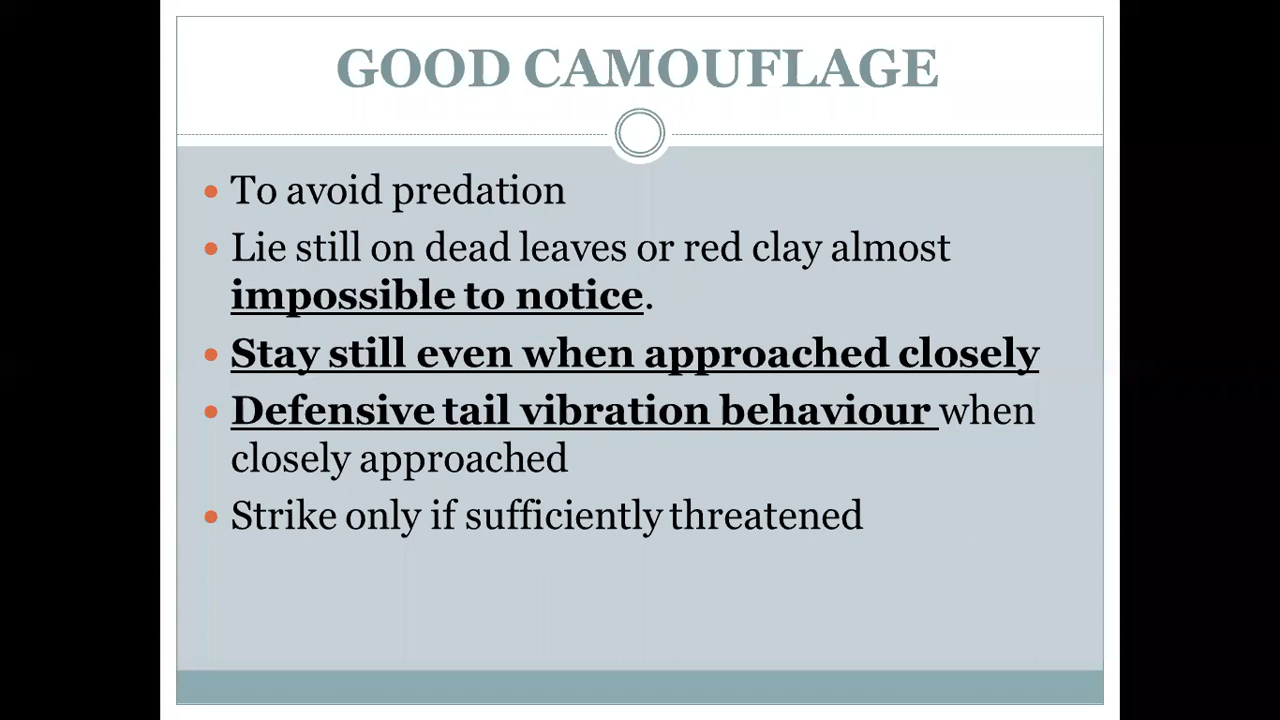 GOOD CAMOUFLAGE
• To avoid predation
• Lie still on dead leaves or red clay almost
impossible to notice.
• Stay still even when approached closely
• Defensive tail vibration behaviour when
closely approached
• Strike only if sufficiently threatened